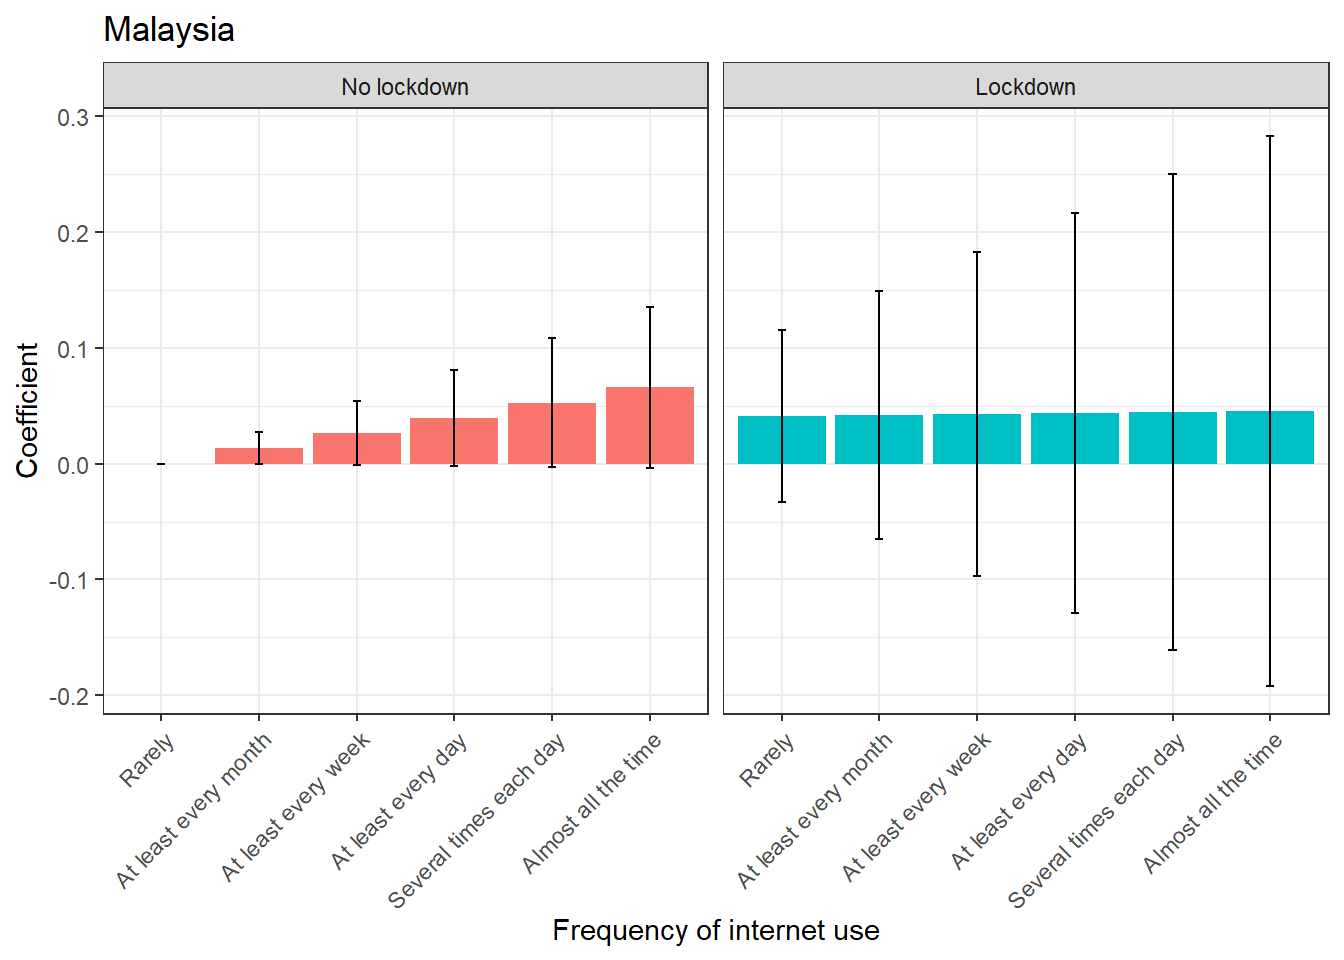 Malaysia
No lockdown
Lockdown
Coefficient
0.3
0.2
0.1
0.0
-0.1
-0.2
Rarely
At least every month
At least every week
At least every day
Several times each day
Almost all the time
Rarely
At least every month
At least every week
At least every day
Several times each day
Almost all the time
Frequency of internet use